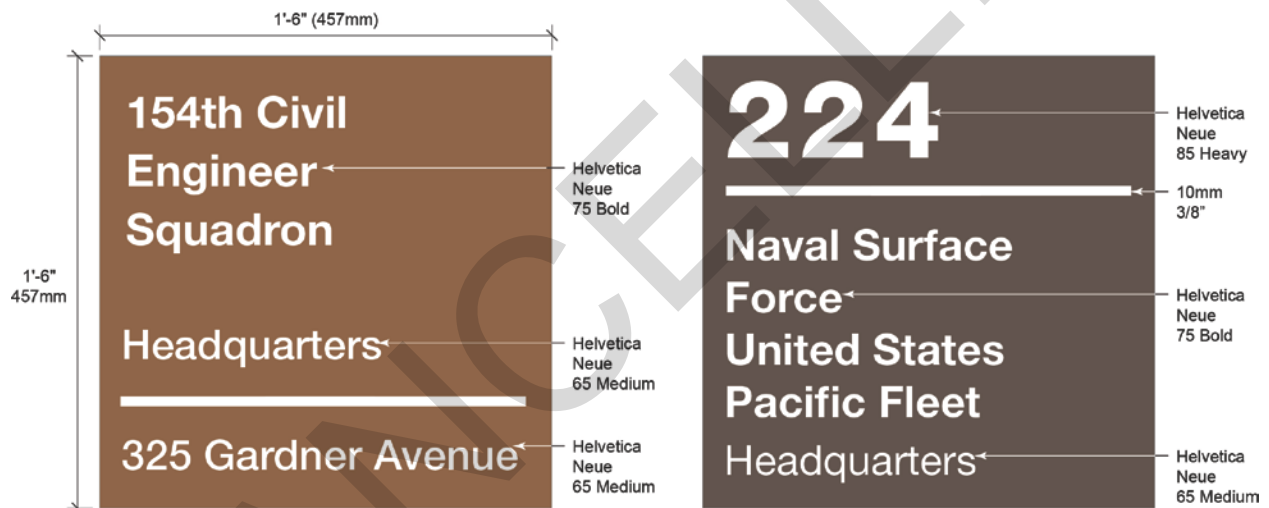 1'-6" (457mm)
1'-6"
457mm
154th Civil
Engineer
Squadron
Headquarters
325 Gardner Avenue
Helvetica
Neue
75 Bold
Helvetica
Neue
65 Medium
Helvetica
Neue
65 Medium
224
Naval Surface
Force
United States
Pacific Fleet
Headquarters
Helvetica
Neue
85 Heavy
10mm
3/8"
Helvetica
Neue
75 Bold
Helvetica
Neue
65 Medium